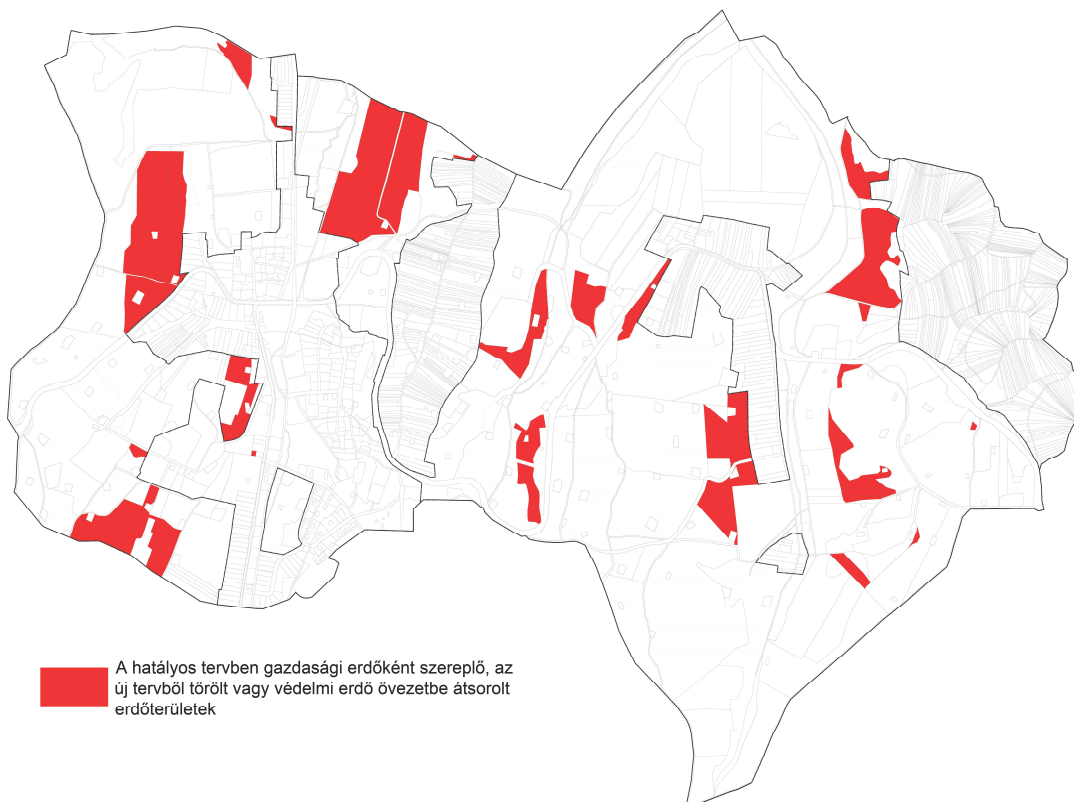 A hatályos tervben gazdasági erdőként szereplő, az
új tervből törölt vagy védelmi erdő övezetbe átsorolt
erdőterületek